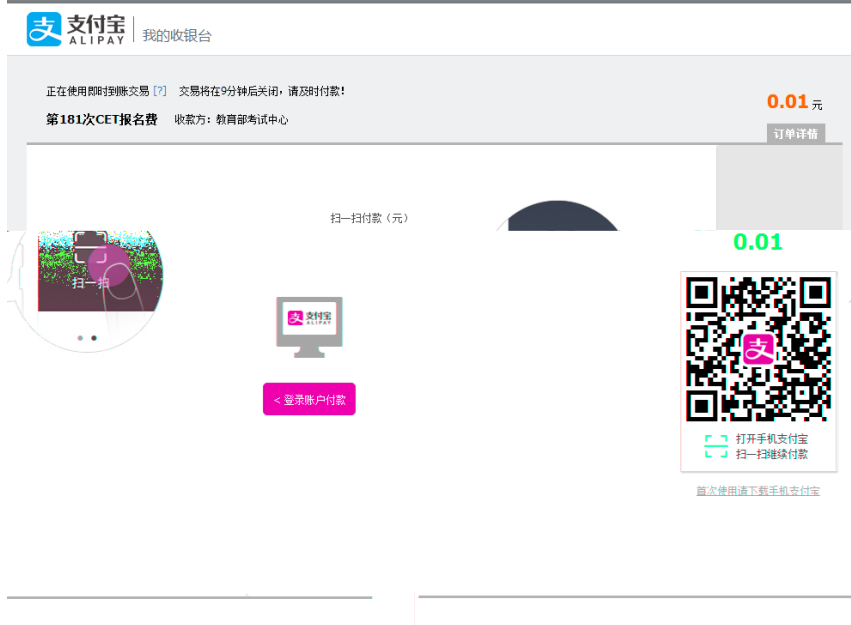 支付宝
ALIPAY
我的收银台
正在使用即时到账交易 [?] 交易将在9分钟后关闭，请及时付款！
0.01 元
第181次CET报名费 收款方：教育部考试中心
订单详情
扫一扫付款（元）
0.01
扫一扫
支付宝
ALIPAY
< 登录账户付款
支
打开手机支付宝
扫一扫继续付款
首次使用请下载手机支付宝